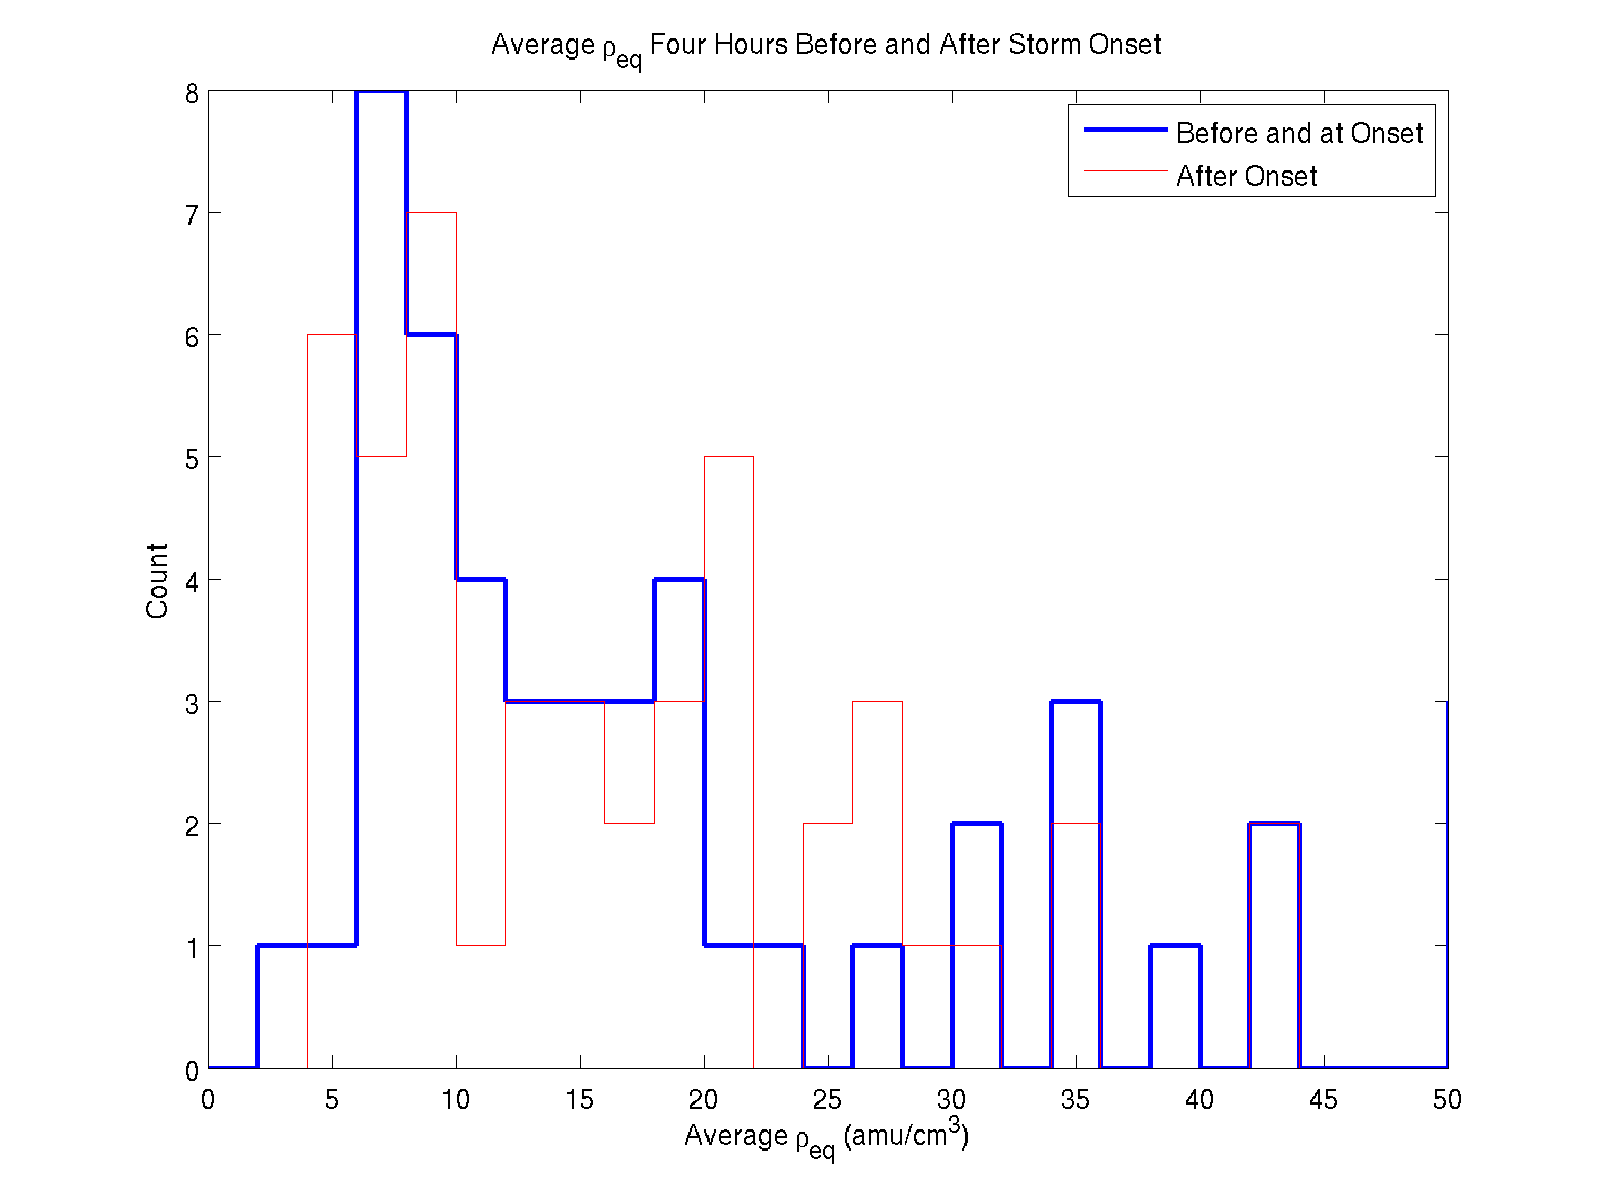 Average ρeq Four Hours Before and After Storm Onset
Before and at Onset
After Onset
8
7
6
5
4
3
2
1
0
Count
0 5 10 15 20 25 30 35 40 45 50
Average ρeq (amu/cm³)